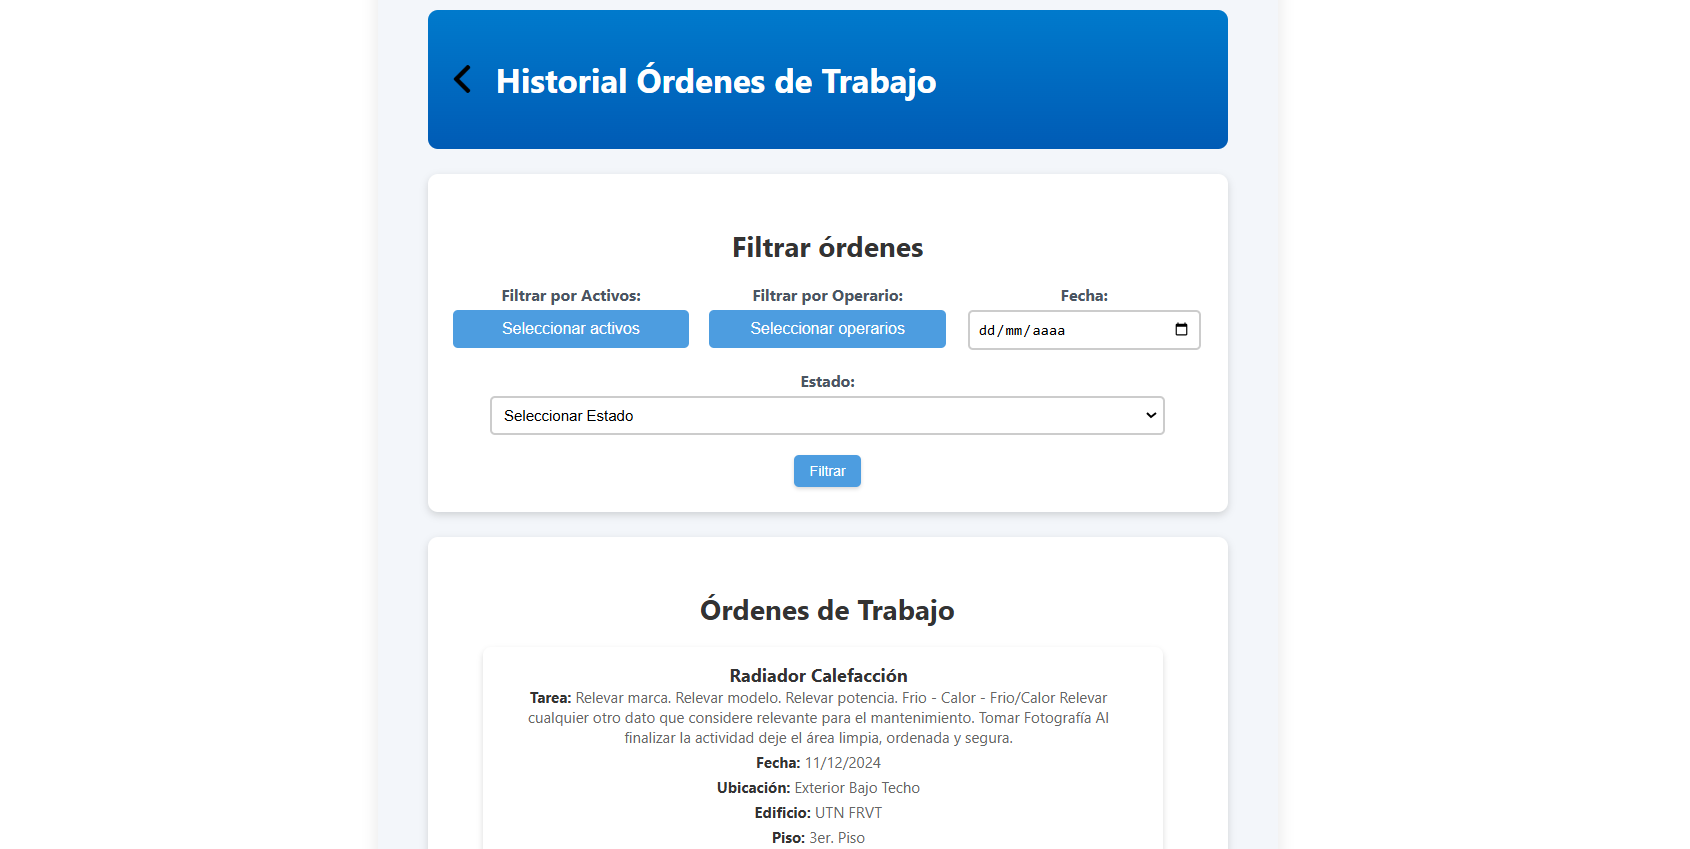 Historial Órdenes de Trabajo
Filtrar órdenes
Filtrar por Activos:
Filtrar por Operario:
Fecha:
Seleccionar activos
Seleccionar operarios
dd/mm/aaaa
Estado:
Seleccionar Estado
Filtrar
Órdenes de Trabajo
Radiador Calefacción
Tarea: Relevar marca. Relevar modelo. Relevar potencia. Frio - Calor - Frio/Calor Relevar
cualquier otro dato que considere relevante para el mantenimiento. Tomar Fotografía Al
finalizar la actividad deje el área limpia, ordenada y segura.
Fecha: 11/12/2024
Ubicación: Exterior Bajo Techo
Edificio: UTN FRVT
Piso: 3er. Piso